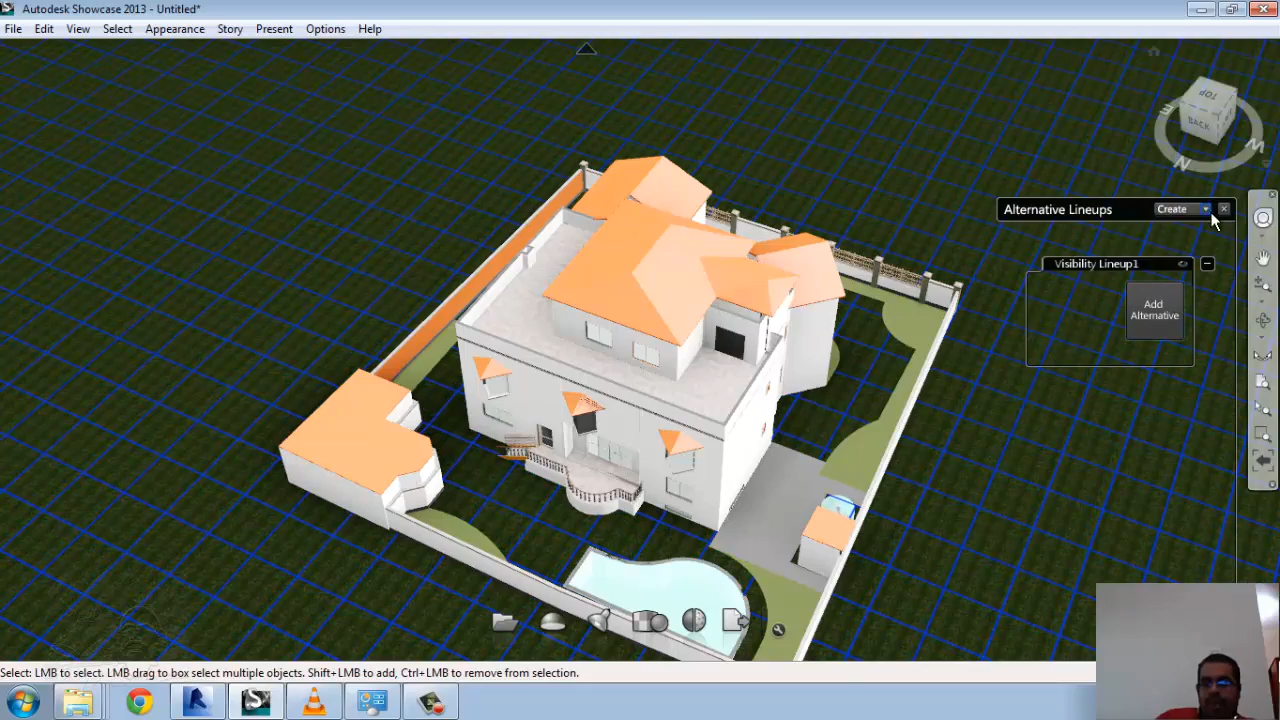 Autodesk Showcase 2013 - Untitled*
File Edit View Select Appearance Story Present Options Help
TOP
BACK
E
N
W
Alternative Lineups Create
Visibility Lineup1
Add
Alternative
Select: LMB to select. LMB drag to box select multiple objects. Shift+LMB to add, Ctrl+LMB to remove from selection.